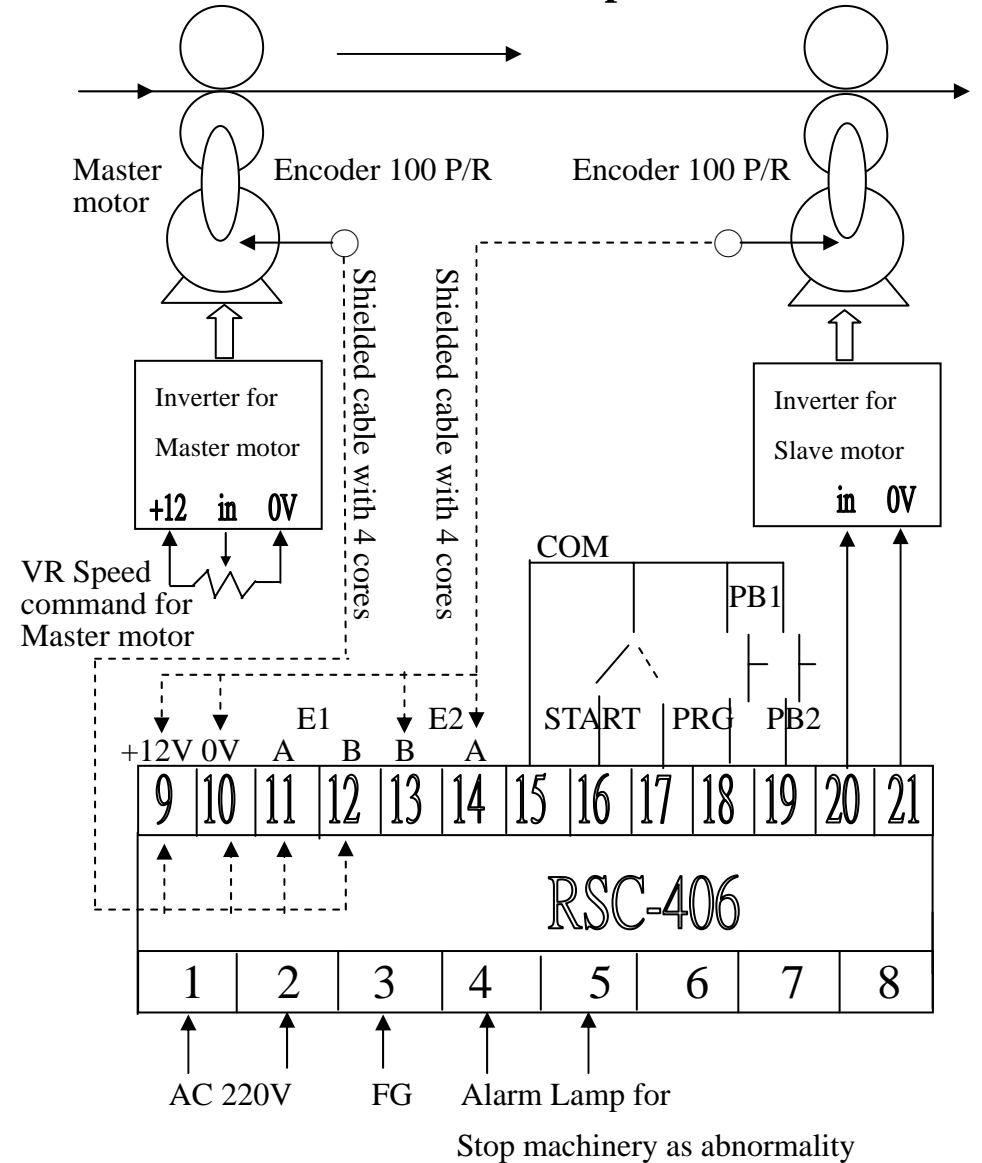 Master
motor
Encoder 100 P/R
Encoder 100 P/R
Shielded cable with 4 cores
Shielded cable with 4 cores
Inverter for
Master motor
+12 in 0V
Inverter for
Slave motor
in 0V
VR Speed
command for
Master motor
COM
PB1
START PRG PB2
E1 E2
+12V 0V A B B A
9 10 11 12 13 14 15 16 17 18 19 20 21
RSC-406
1 2 3 4 5 6 7 8
AC 220V FG Alarm Lamp for
Stop machinery as abnormality